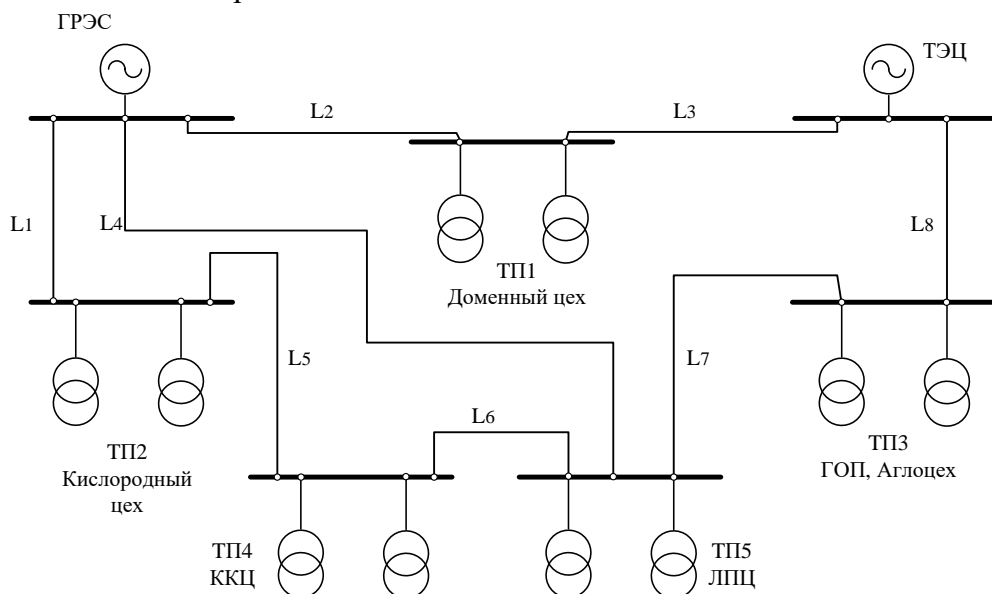 ГРЭС
ТЭЦ
L2
L3
L1
L4
L8
ТП1
Доменный цех
L5
L7
L6
ТП2
Кислородный
цех
ТП3
ГОП, Аглоцех
ТП4
ККЦ
ТП5
ЛПЦ